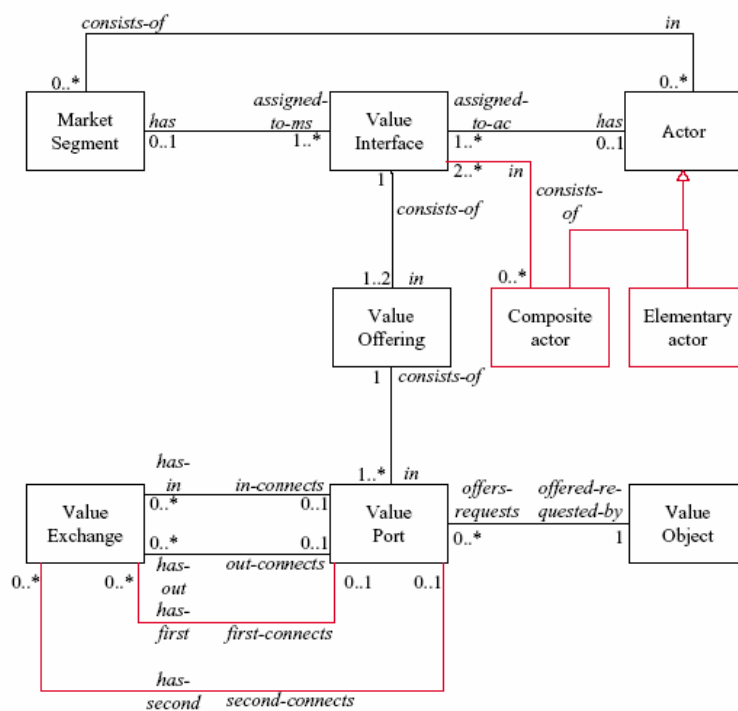 consists-of
in
0..*
0..*
Market
Segment
has
0..1
assigned-
to-ms
1..*
Value
Interface
assigned-
to-ac
1..*
has
0..1
Actor
1
2..*
in
consists-of
consists-
of
1..2
in
0..*
Value
Offering
Composite
actor
Elementary
actor
1
consists-of
1..*
in
has-
in
0..*
in-connects
0..1
Value
Exchange
Value
Port
offers-
requests
0..*
offered-re-
quested-by
1
Value
Object
0..*
0..1
has-
out
out-connects
0..*
0..*
0..1
0..1
has-
first
first-connects
has-
second
second-connects